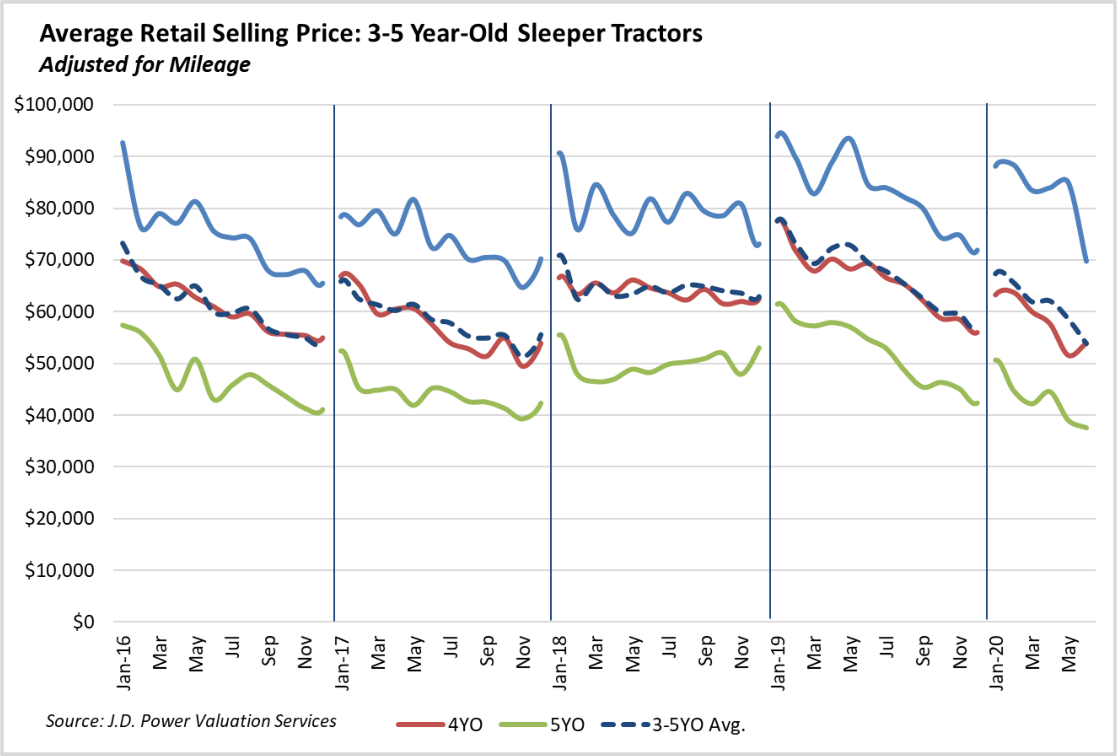 Average Retail Selling Price: 3-5 Year-Old Sleeper Tractors
Adjusted for Mileage
$100,000
$90,000
$80,000
$70,000
$60,000
$50,000
$40,000
$30,000
$20,000
$10,000
$0
Jan-16
Mar
May
Jul
Sep
Nov
Jan-17
Mar
May
Jul
Sep
Nov
Jan-18
Mar
May
Jul
Sep
Nov
Jan-19
Mar
May
Jul
Sep
Nov
Jan-20
Mar
May
Source: J.D. Power Valuation Services
4YO
5YO
3-5YO Avg.